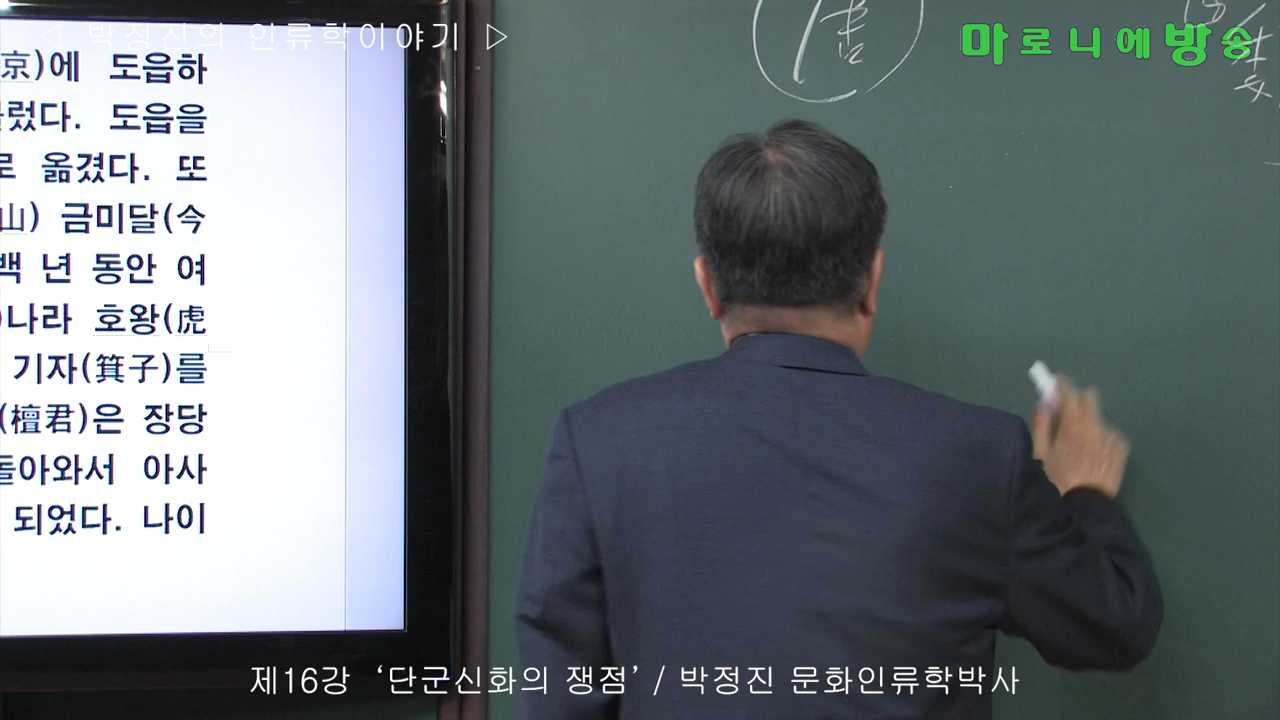 ◁ 박정진의 인류학이야기 ▷
마로니에방송
京)에 도읍하
렀다. 도읍을
로 옮겼다. 또
山) 금미달(今
백 년 동안 여
나라 호왕(虎
기자(箕子)를
(檀君)은 장당
돌아와서 아사
되었다. 나이
제16강 ‘단군신화의 쟁점’ / 박정진 문화인류학박사